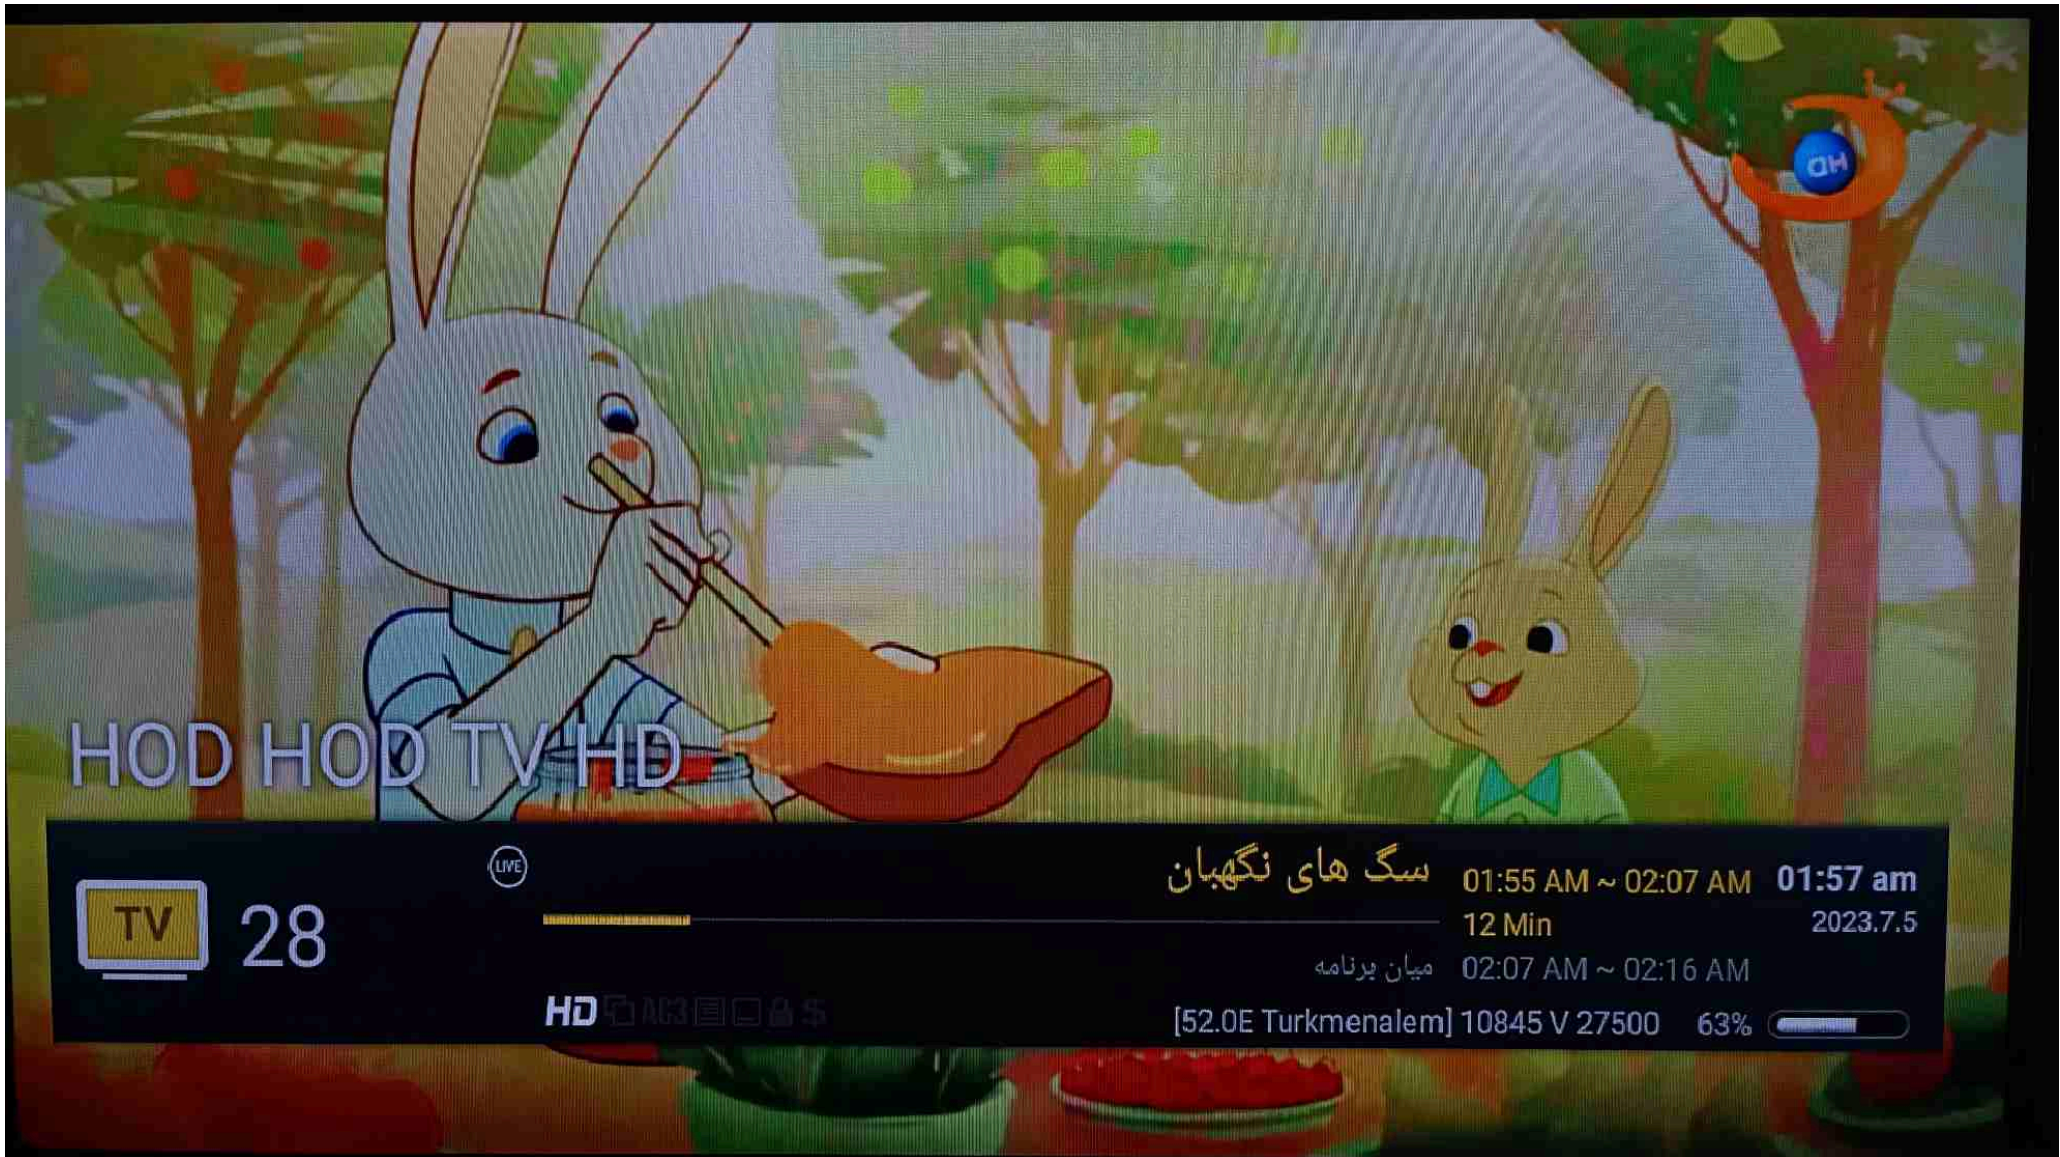 HD
HOD HOD TV HD
LIVE
سگ های نگهبان 01:55 AM ~ 02:07 AM 01:57 am
TV 28
12 Min 2023.7.5
میان برنامه 02:07 AM ~ 02:16 AM
HD AC3 $
[52.0E Turkmenalem] 10845 V 27500 63%